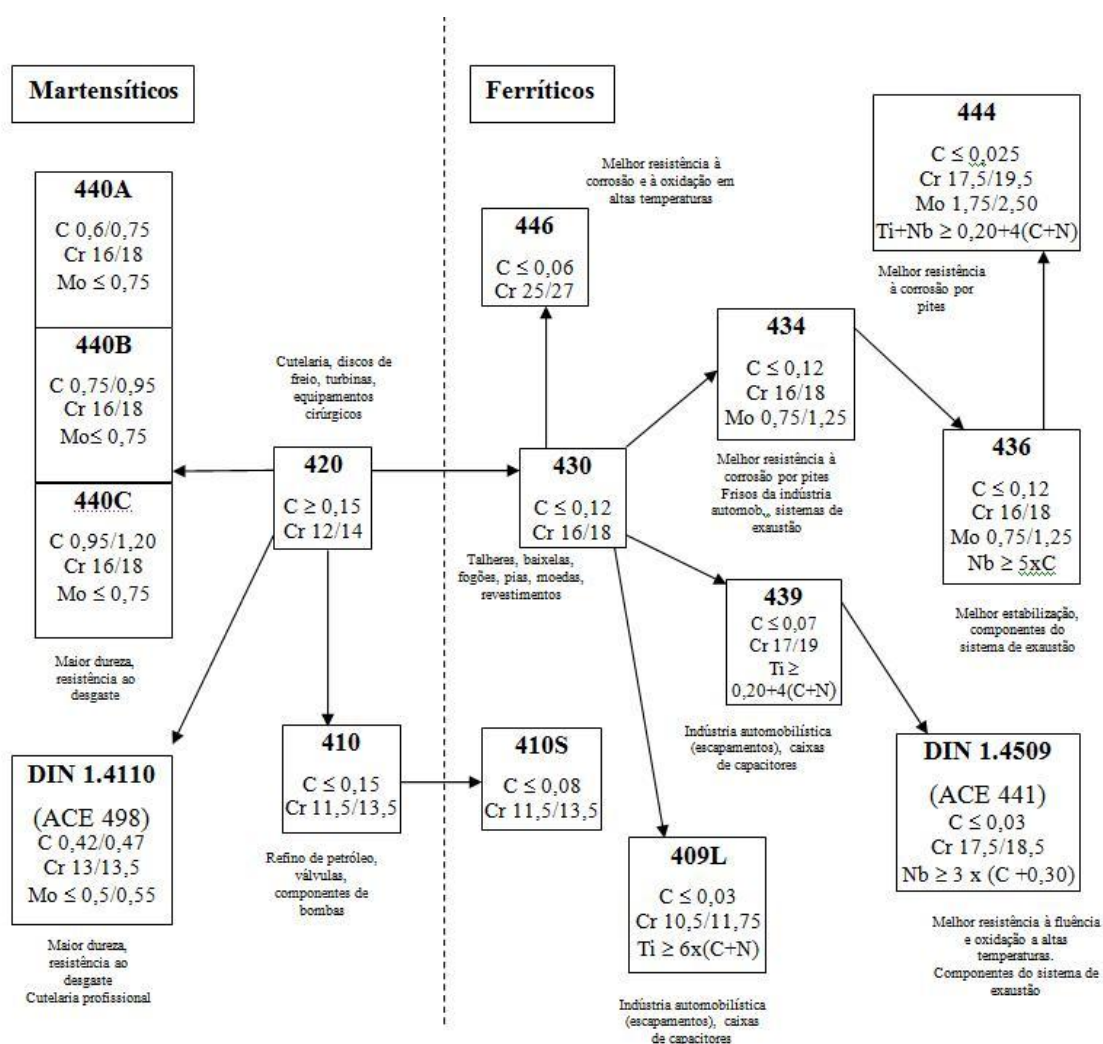 Martensíticos
440A
C 0,6/0,75
Cr 16/18
Mo ≤ 0,75
440B
C 0,75/0,95
Cr 16/18
Mo≤ 0,75
440C
C 0,95/1,20
Cr 16/18
Mo ≤ 0,75
Maior dureza,
resistência ao
desgaste
DIN 1.4110
(ACE 498)
C 0,42/0,47
Cr 13/13,5
Mo ≤ 0,5/0,55
Maior dureza,
resistência ao
desgaste
Cutelaria profissional
Cutelaria, discos de
freio, turbinas,
equipamentos
cirúrgicos
420
C ≥ 0,15
Cr 12/14
410
C ≤ 0,15
Cr 11,5/13,5
Refino de petróleo,
válvulas,
componentes de
bombas
Ferríticos
Melhor resistência à
corrosão e à oxidação em
altas temperaturas
446
C ≤ 0,06
Cr 25/27
430
C ≤ 0,12
Cr 16/18
Talheres, baixelas,
fogões, pias, moedas,
revestimentos
410S
C ≤ 0,08
Cr 11,5/13,5
434
C ≤ 0,12
Cr 16/18
Mo 0,75/1,25
Melhor resistência à
corrosão por pites
Frisos da indústria
automob., sistemas de
exaustão
439
C ≤ 0,07
Cr 17/19
Ti ≥
0,20+4(C+N)
Indústria automobilística
(escapamentos), caixas
de capacitores
409L
C ≤ 0,03
Cr 10,5/11,75
Ti ≥ 6x(C+N)
Indústria automobilística
(escapamentos), caixas
de capacitores
444
C ≤ 0,025
Cr 17,5/19,5
Mo 1,75/2,50
Ti+Nb ≥ 0,20+4(C+N)
Melhor resistência
à corrosão por
pites
436
C ≤ 0,12
Cr 16/18
Mo 0,75/1,25
Nb ≥ 5xC
Melhor estabilização,
componentes do
sistema de exaustão
DIN 1.4509
(ACE 441)
C ≤ 0,03
Cr 17,5/18,5
Nb ≥ 3 x (C +0,30)
Melhor resistência à fluência
e oxidação a altas
temperaturas.
Componentes do sistema de
exaustão